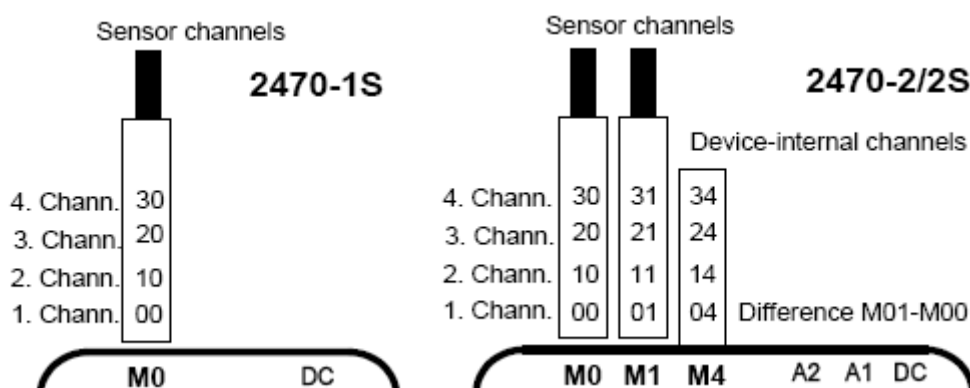 Sensor channels
2470-1S
4. Chann. 30
3. Chann. 20
2. Chann. 10
1. Chann. 00
M0 DC
Sensor channels
2470-2/2S
Device-internal channels
4. Chann. 30 31 34
3. Chann. 20 21 24
2. Chann. 10 11 14
1. Chann. 00 01 04 Difference M01-M00
M0 M1 M4 A2 A1 DC